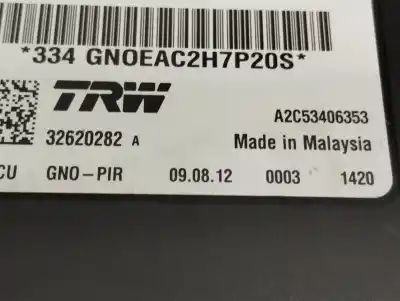 *334 GNOEAC2H7P20S*
TRW
A2C53406353
32620282 A
Made in Malaysia
CU GNO-PIR 09.08.12 0003 1420